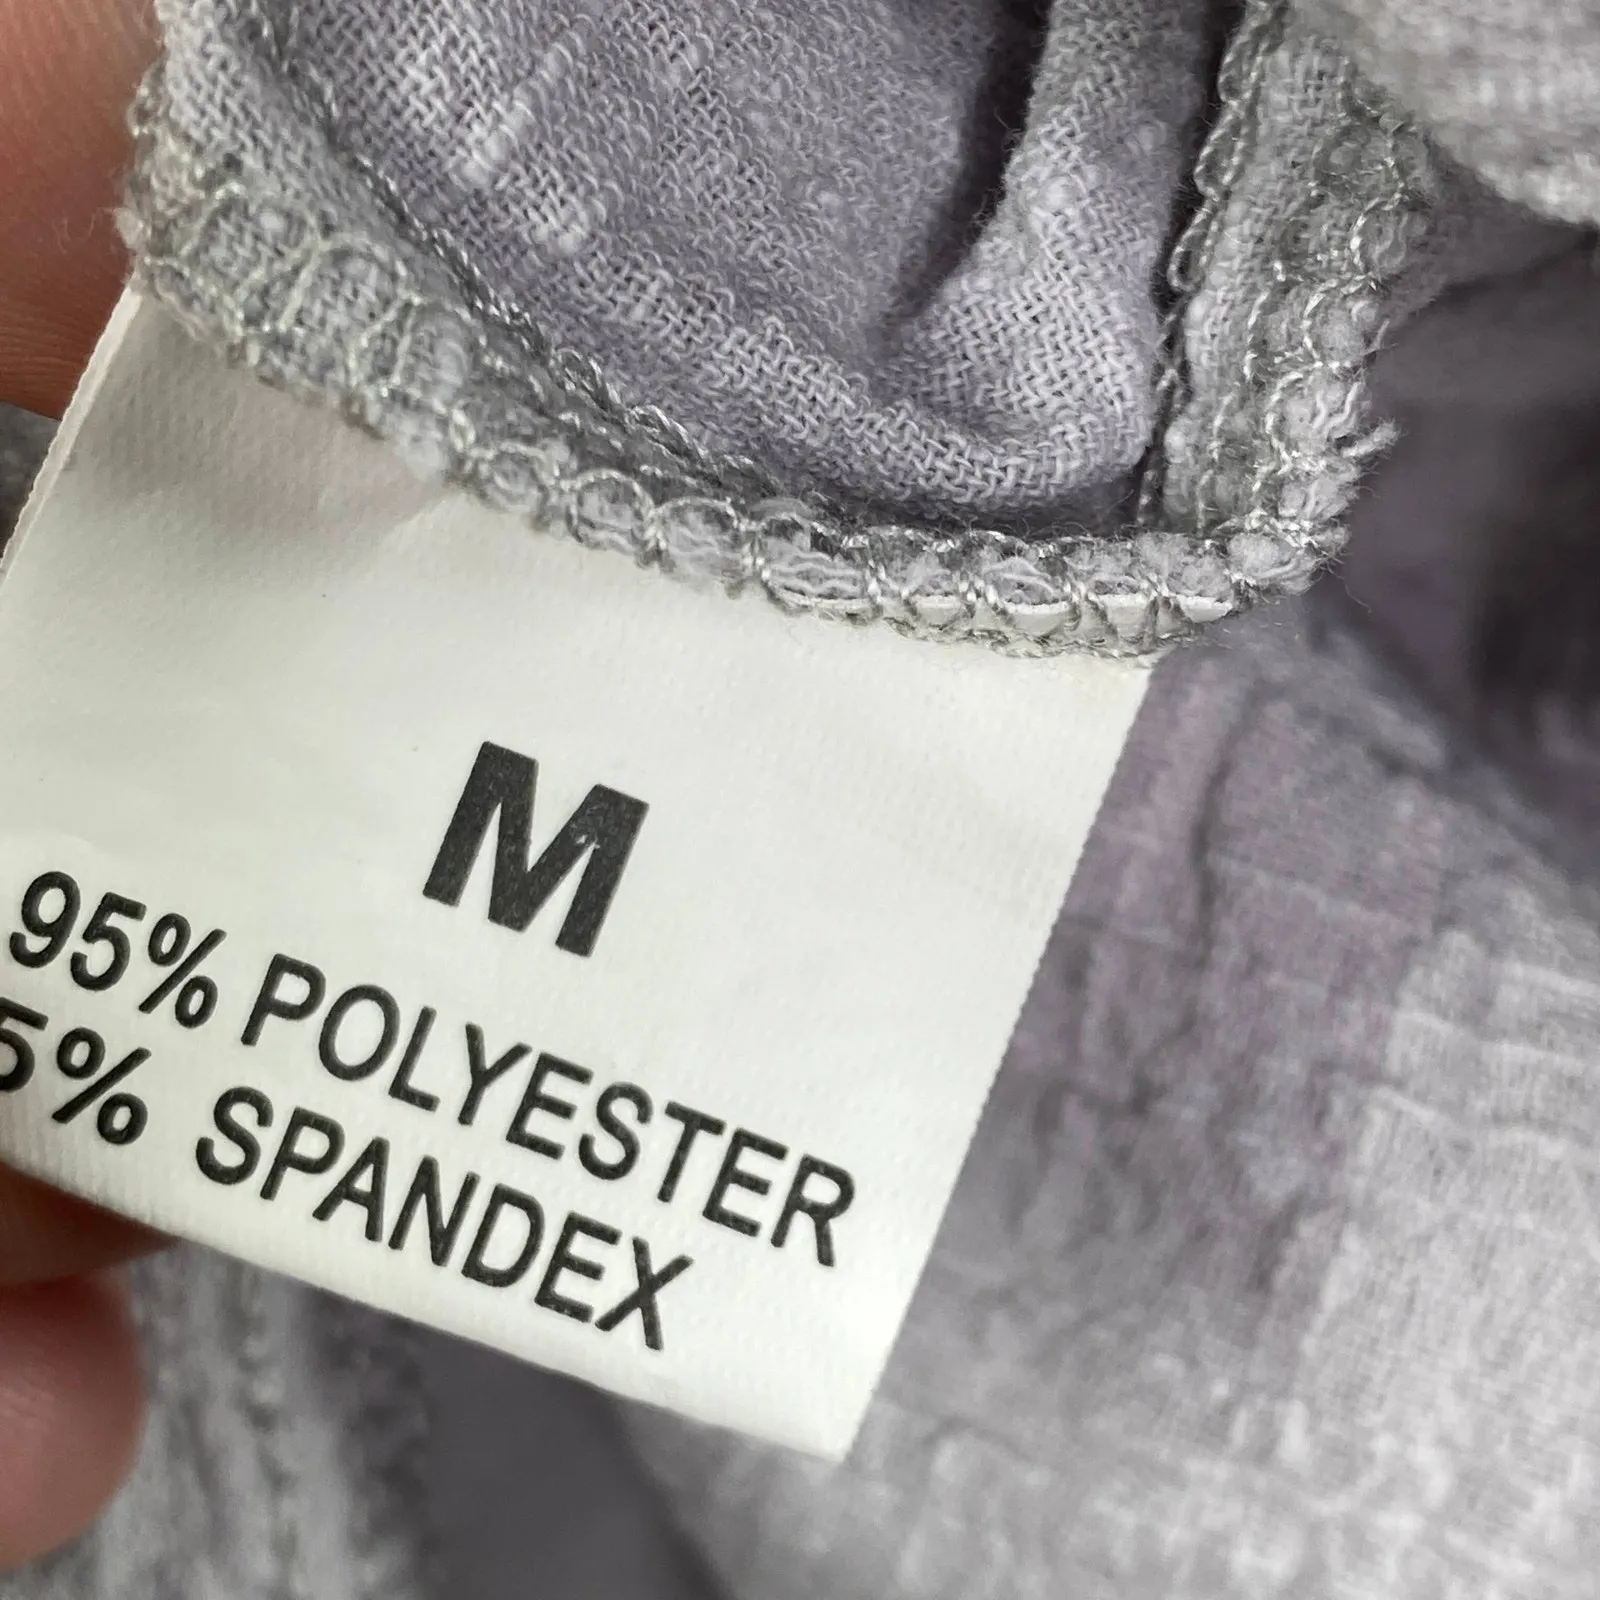 M
95% POLYESTER
5% SPANDEX